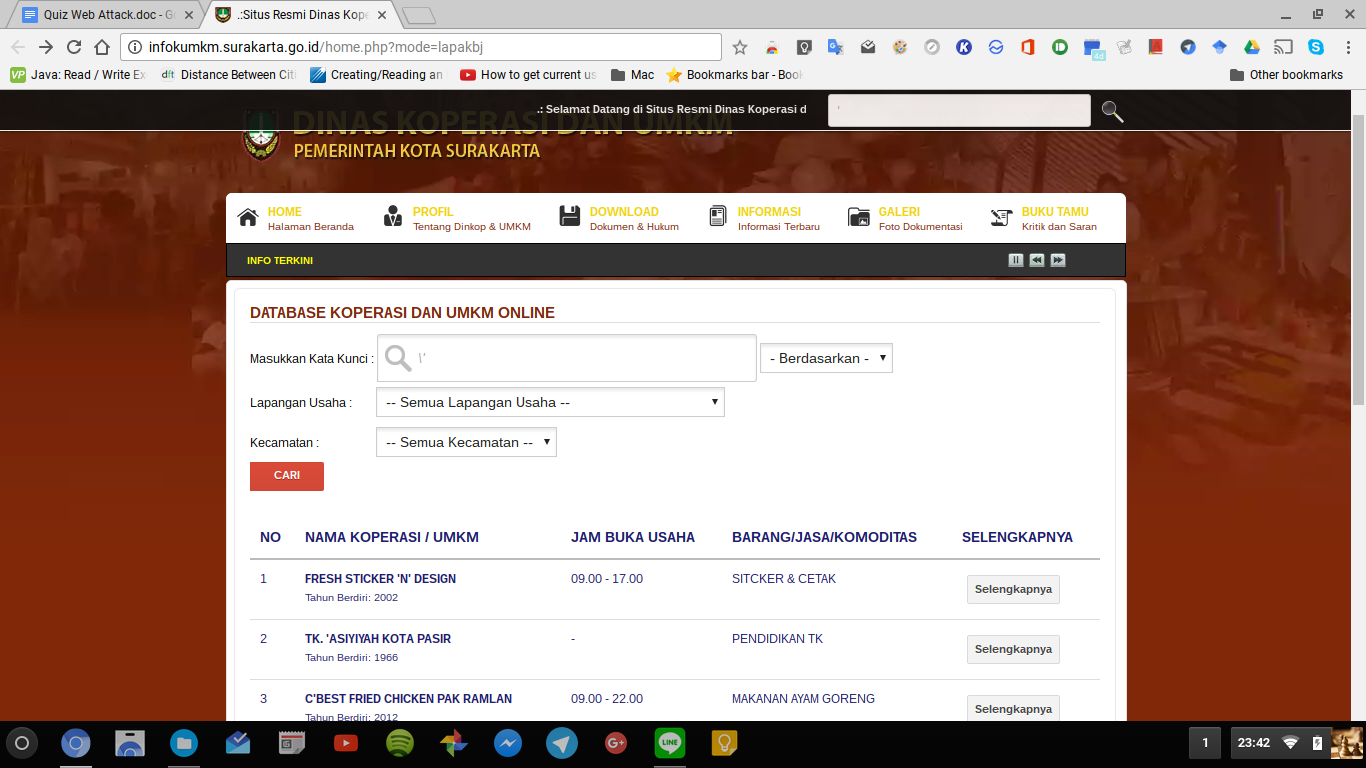 Quiz Web Attack.doc - G
.:Situs Resmi Dinas Kope
infokumkm.surakarta.go.id/home.php?mode=lapakbj
4d
VP Java: Read / Write Ex
dft Distance Between Citi
Creating/Reading an
How to get current us
Mac
Bookmarks bar - Book
Other bookmarks
.: Selamat Datang di Situs Resmi Dinas Koperasi d
'
DINAS KOPERASI DAN UMKM
PEMERINTAH KOTA SURAKARTA
HOME
Halaman Beranda
PROFIL
Tentang Dinkop & UMKM
DOWNLOAD
Dokumen & Hukum
INFORMASI
Informasi Terbaru
GALERI
Foto Dokumentasi
BUKU TAMU
Kritik dan Saran
INFO TERKINI
DATABASE KOPERASI DAN UMKM ONLINE
Masukkan Kata Kunci : \' - Berdasarkan -
Lapangan Usaha : -- Semua Lapangan Usaha --
Kecamatan : -- Semua Kecamatan --
CARI
NO NAMA KOPERASI / UMKM JAM BUKA USAHA BARANG/JASA/KOMODITAS SELENGKAPNYA
1 FRESH STICKER 'N' DESIGN 09.00 - 17.00 SITCKER & CETAK Selengkapnya
Tahun Berdiri: 2002
2 TK. 'ASIYIYAH KOTA PASIR - PENDIDIKAN TK Selengkapnya
Tahun Berdiri: 1966
3 C'BEST FRIED CHICKEN PAK RAMLAN 09.00 - 22.00 MAKANAN AYAM GORENG Selengkapnya
Tahun Berdiri: 2012
LINE
1
23:42